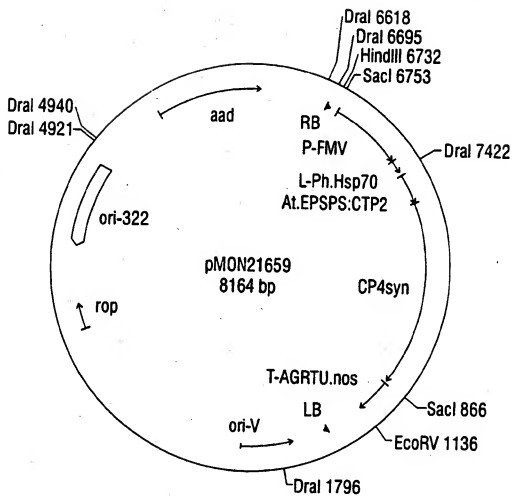 DraI 6618
DraI 6695
HindIII 6732
SacI 6753
DraI 4940
DraI 4921
aad
RB
P-FMV
DraI 7422
L-Ph.Hsp70
At.EPSPS:CTP2
ori-322
pMON21659
8164 bp
CP4syn
rop
T-AGRTU.nos
LB
SacI 866
ori-V
EcoRV 1136
DraI 1796